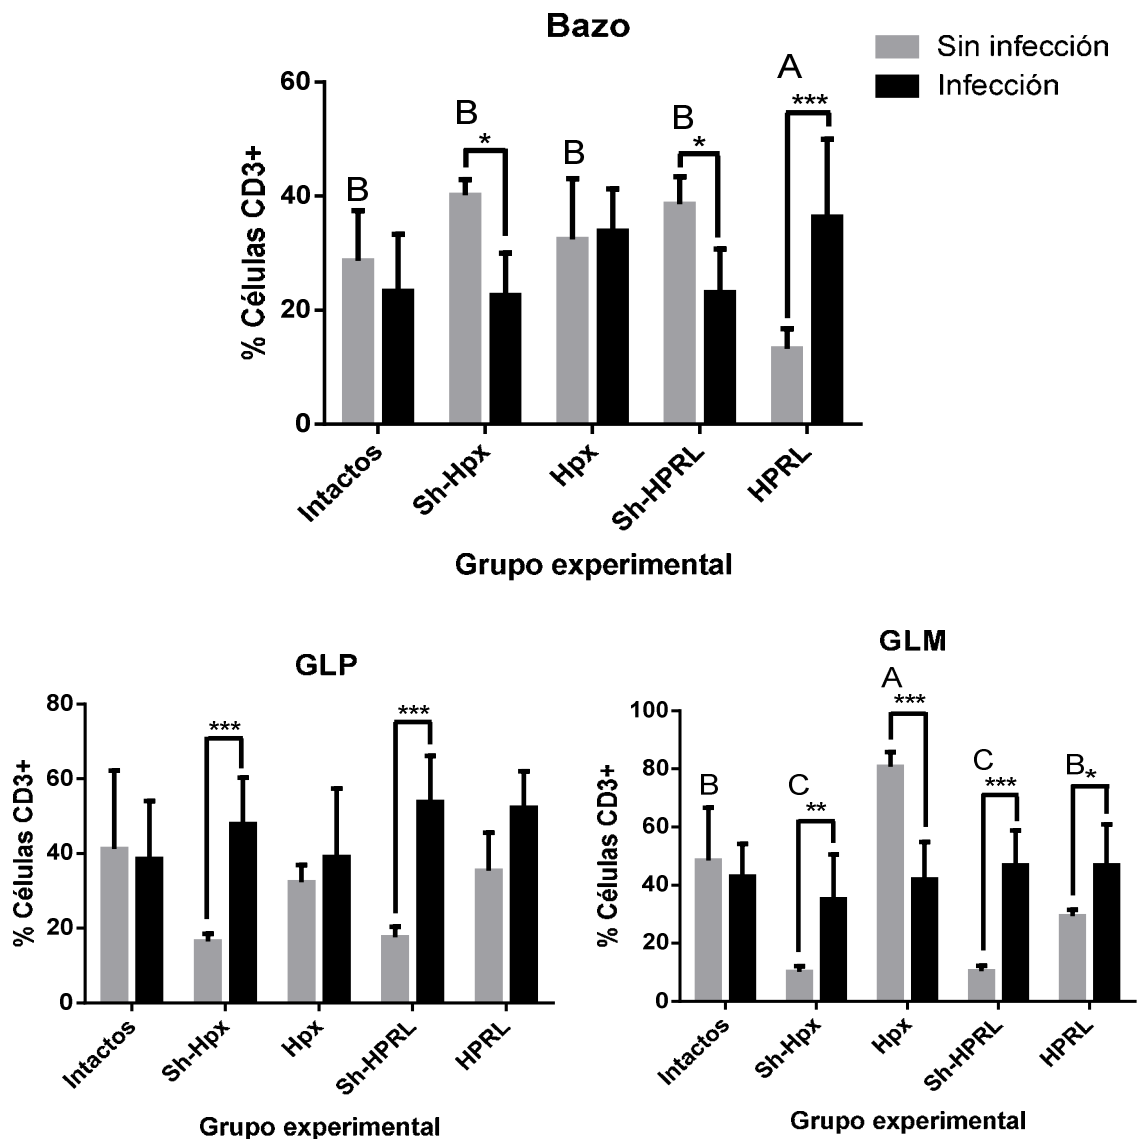 Bazo
Sin infección
Infección
% Células CD3+
60
40
20
0
B
B
*
B
B
*
A
***
Intactos
Sh-Hpx
Hpx
Sh-HPRL
HPRL
Grupo experimental
GLP
% Células CD3+
80
60
40
20
0
***
***
Intactos
Sh-Hpx
Hpx
Sh-HPRL
HPRL
Grupo experimental
GLM
% Células CD3+
100
80
60
40
20
0
B
C
**
A
***
C
***
B*
Intactos
Sh-Hpx
Hpx
Sh-HPRL
HPRL
Grupo experimental